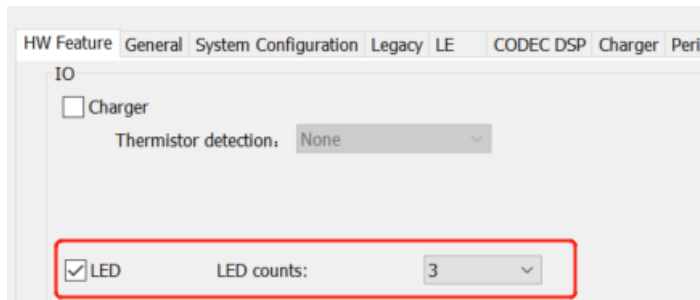 HW Feature General System Configuration Legacy LE CODEC DSP Charger Peri
IO
Charger
Thermistor detection: None
LED LED counts: 3